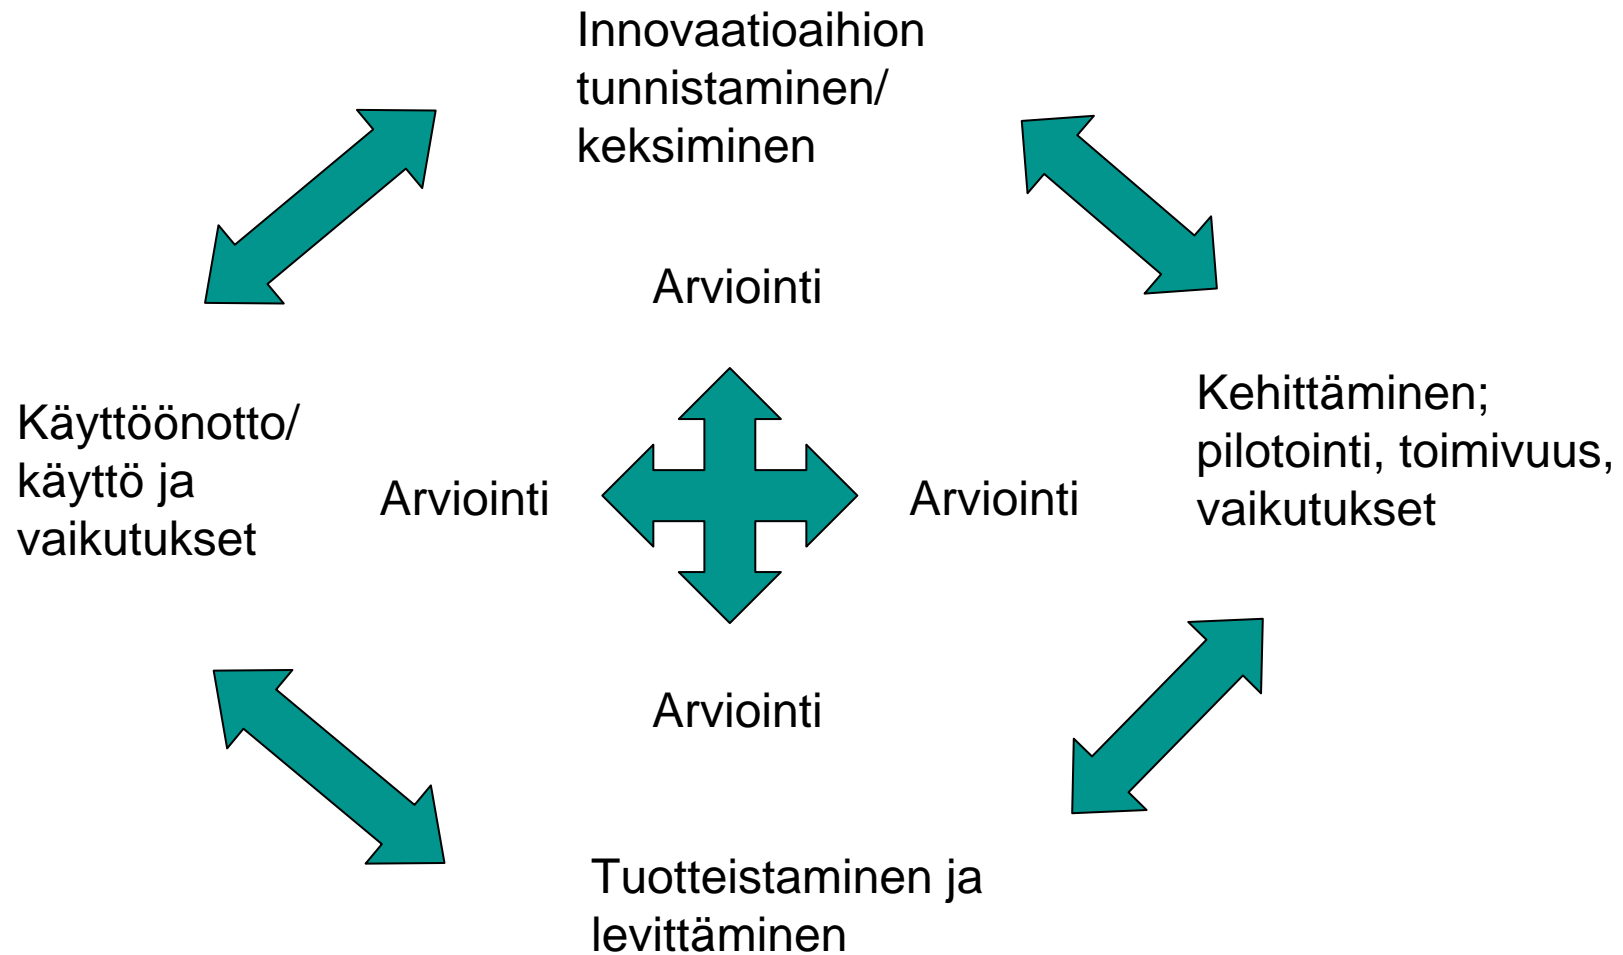 Innovaatioaihion
tunnistaminen/
keksiminen
Arviointi
Käyttöönotto/
käyttö ja
vaikutukset
Arviointi
Arviointi
Kehittäminen;
pilotointi, toimivuus,
vaikutukset
Arviointi
Tuotteistaminen ja
levittäminen